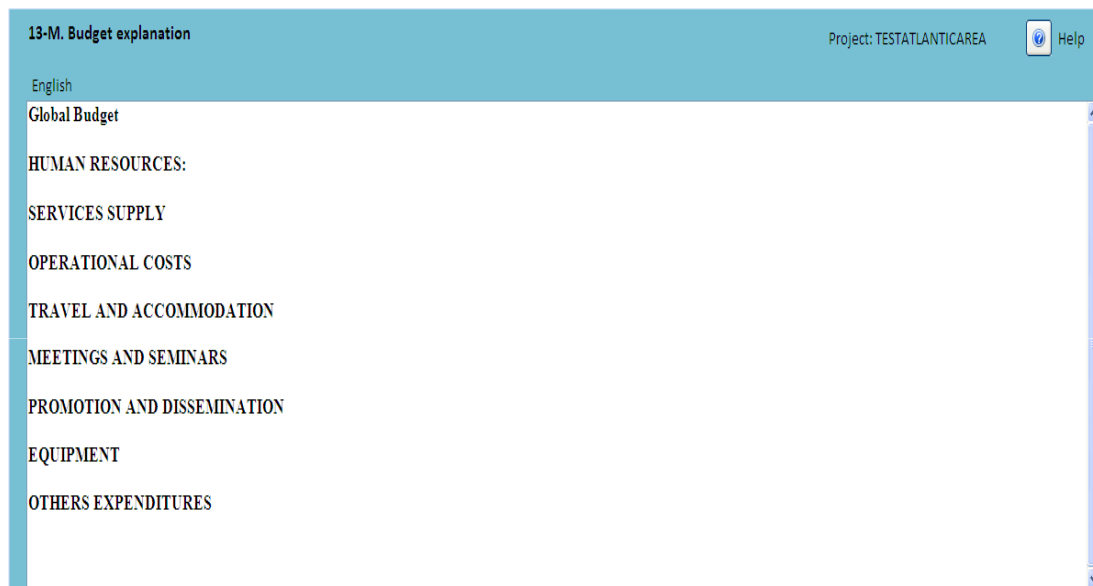 13-M. Budget explanation
Project: TESTATLANTICAREA
Help
English
Global Budget
HUMAN RESOURCES:
SERVICES SUPPLY
OPERATIONAL COSTS
TRAVEL AND ACCOMMODATION
MEETINGS AND SEMINARS
PROMOTION AND DISSEMINATION
EQUIPMENT
OTHERS EXPENDITURES